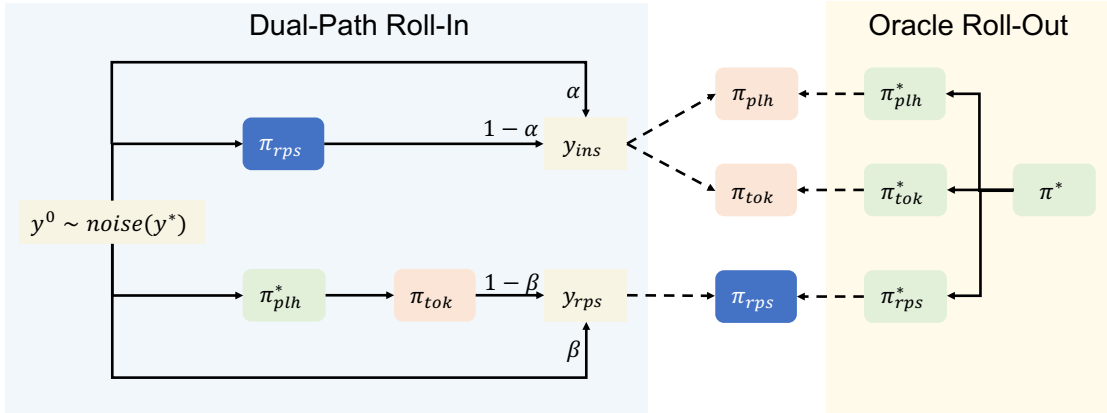 Dual-Path Roll-In
Oracle Roll-Out
α
π_plh
π*_plh
1 − α
π_rps
y_ins
π_tok
π*_tok
π*
y⁰ ~ noise(y*)
1 − β
π*_plh
π_tok
y_rps
π_rps
π*_rps
β